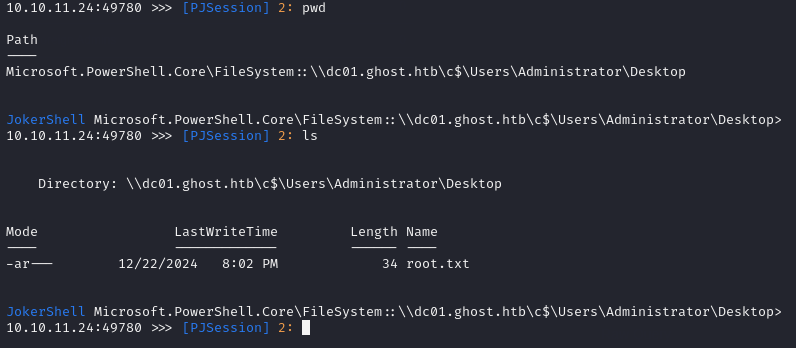 10.10.11.24:49780 >>> [PJSession] 2: pwd
Path
----
Microsoft.PowerShell.Core\FileSystem::\\dc01.ghost.htb\c$\Users\Administrator\Desktop
JokerShell Microsoft.PowerShell.Core\FileSystem::\\dc01.ghost.htb\c$\Users\Administrator\Desktop>
10.10.11.24:49780 >>> [PJSession] 2: ls
Directory: \\dc01.ghost.htb\c$\Users\Administrator\Desktop
Mode LastWriteTime Length Name
---- ------------- ------ ----
-ar--- 12/22/2024 8:02 PM 34 root.txt
JokerShell Microsoft.PowerShell.Core\FileSystem::\\dc01.ghost.htb\c$\Users\Administrator\Desktop>
10.10.11.24:49780 >>> [PJSession] 2: